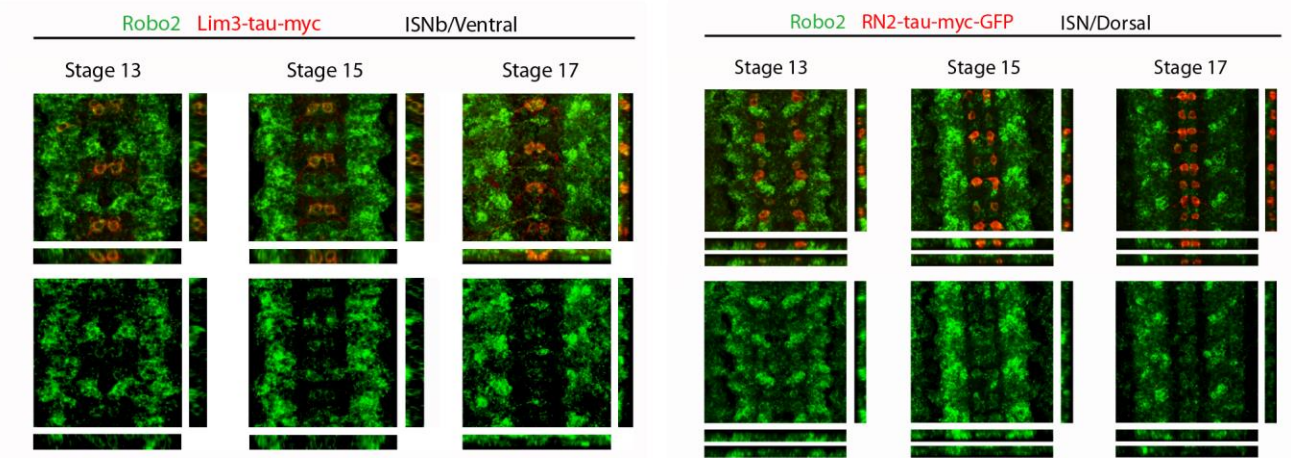 Robo2 Lim3-tau-myc ISNb/Ventral
Stage 13 Stage 15 Stage 17
Robo2 RN2-tau-myc-GFP ISN/Dorsal
Stage 13 Stage 15 Stage 17